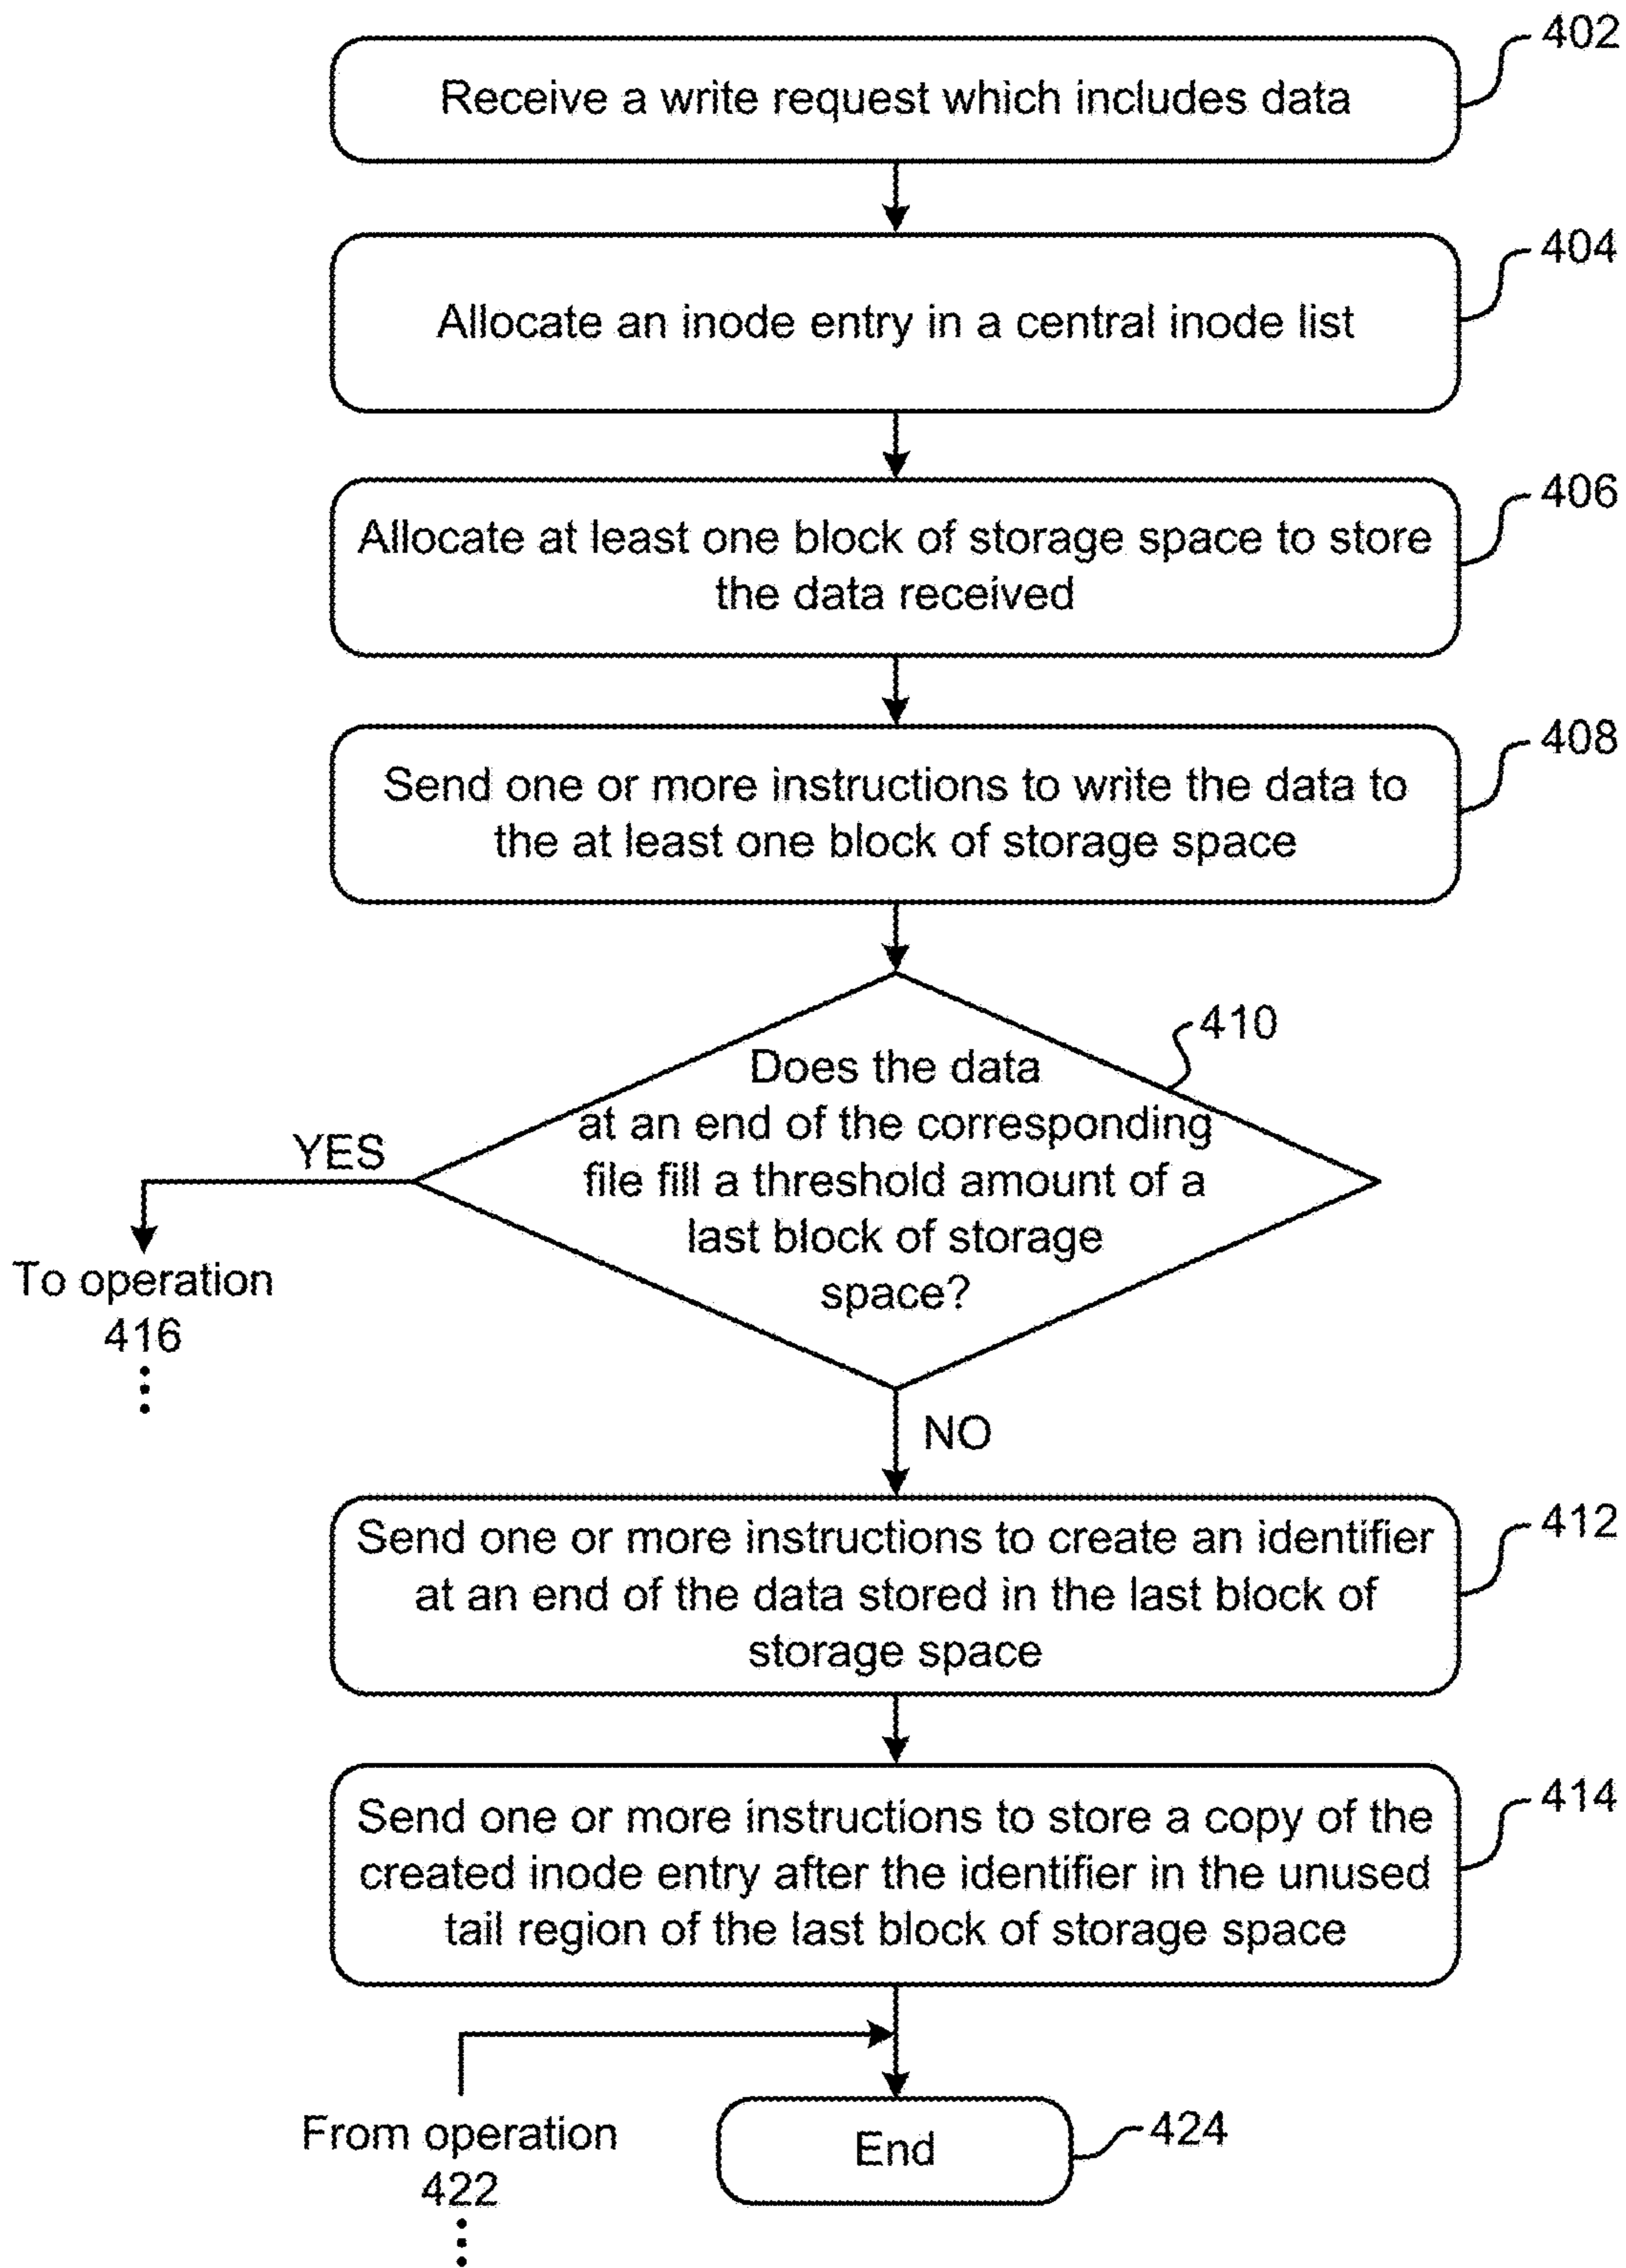 402
Receive a write request which includes data
404
Allocate an inode entry in a central inode list
406
Allocate at least one block of storage space to store
the data received
408
Send one or more instructions to write the data to
the at least one block of storage space
410
Does the data
at an end of the corresponding
file fill a threshold amount of a
last block of storage
space?
YES
To operation
416
NO
412
Send one or more instructions to create an identifier
at an end of the data stored in the last block of
storage space
414
Send one or more instructions to store a copy of the
created inode entry after the identifier in the unused
tail region of the last block of storage space
From operation
422
End
424